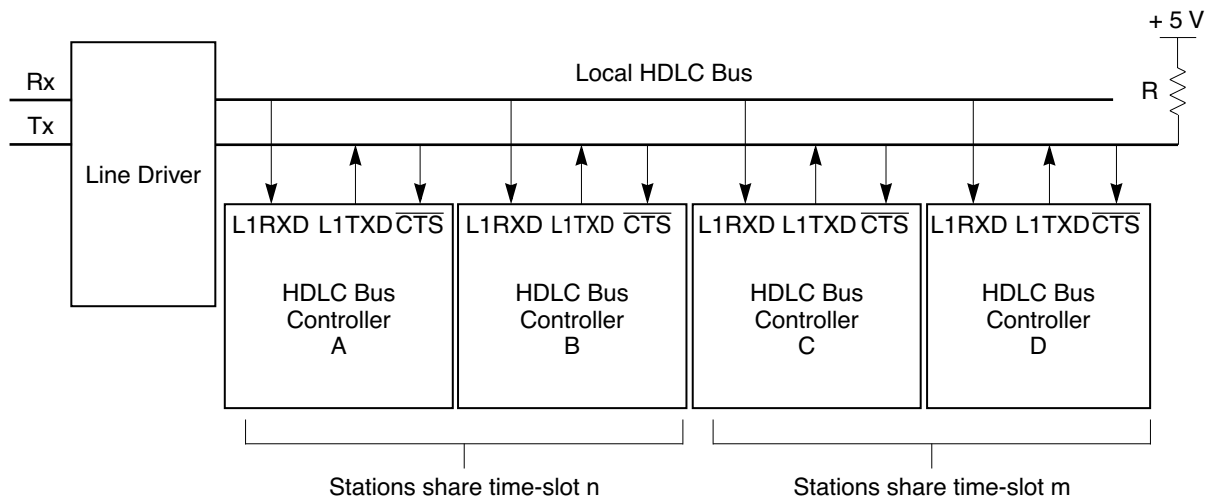 + 5 V
Rx
Local HDLC Bus
R
Tx
Line Driver
L1RXD L1TXD CTS
L1RXD L1TXD CTS
L1RXD L1TXD CTS
L1RXD L1TXD CTS
HDLC Bus
Controller
A
HDLC Bus
Controller
B
HDLC Bus
Controller
C
HDLC Bus
Controller
D
Stations share time-slot n
Stations share time-slot m